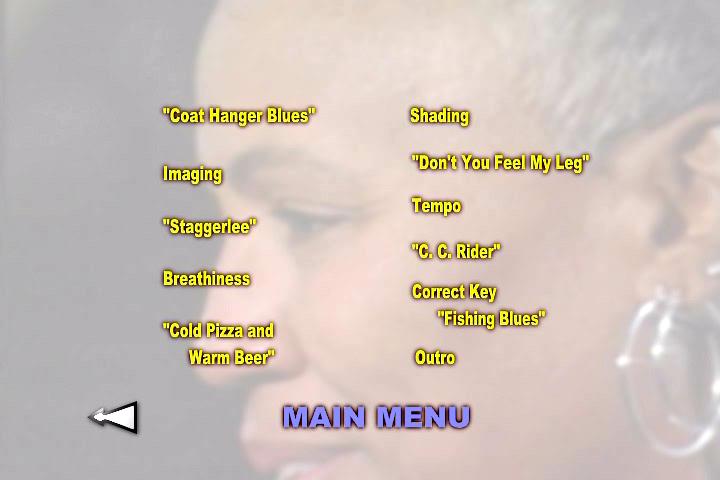 "Coat Hanger Blues"
Imaging
"Staggerlee"
Breathiness
"Cold Pizza and
Warm Beer"
Shading
"Don't You Feel My Leg"
Tempo
"C. C. Rider"
Correct Key
"Fishing Blues"
Outro
MAIN MENU